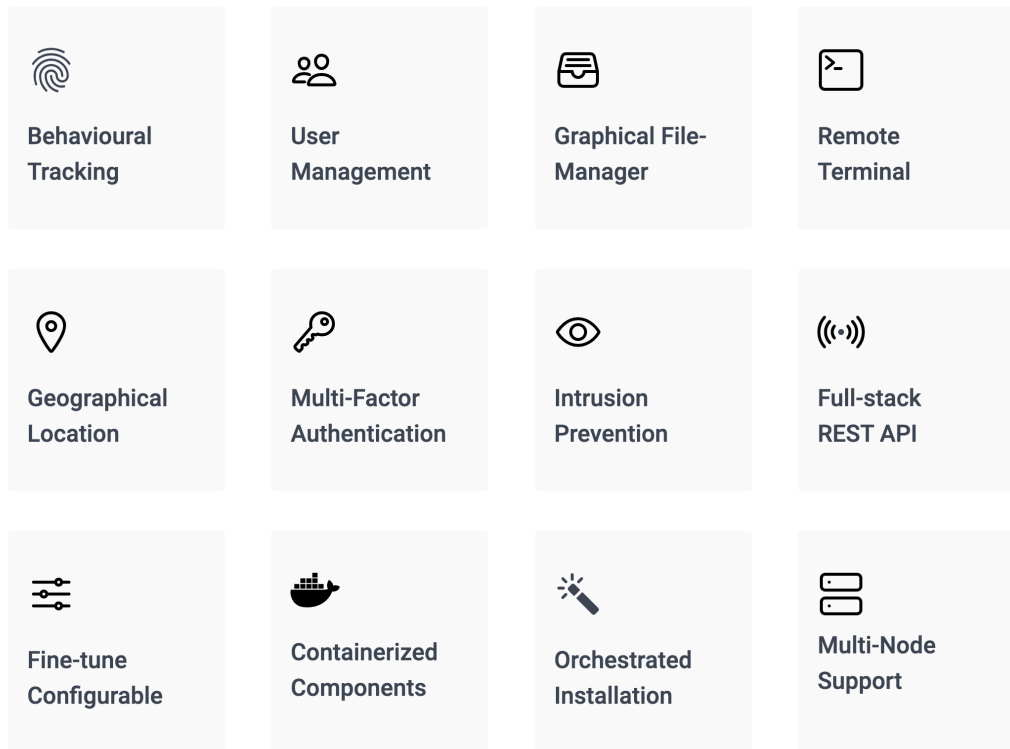 Behavioural
Tracking
User
Management
Graphical File-
Manager
Remote
Terminal
Geographical
Location
Multi-Factor
Authentication
Intrusion
Prevention
Full-stack
REST API
Fine-tune
Configurable
Containerized
Components
Orchestrated
Installation
Multi-Node
Support